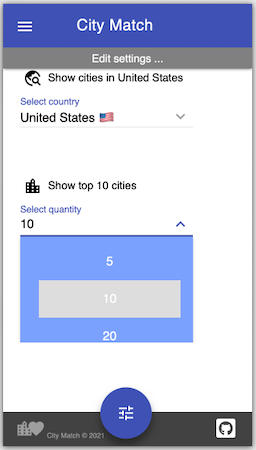 City Match
Edit settings ...
Show cities in United States
Select country
United States 🇺🇸
Show top 10 cities
Select quantity
10
5
10
20
City Match © 2021